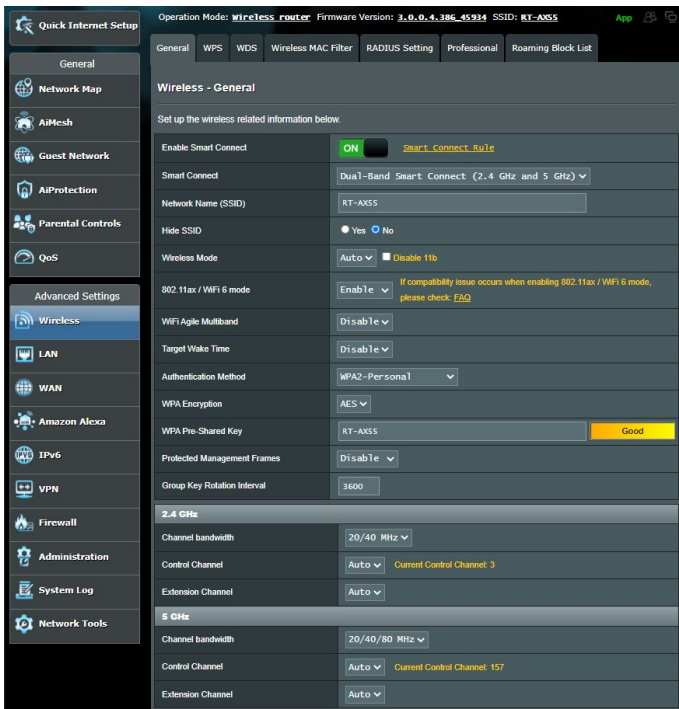 Quick Internet Setup
Operation Mode: Wireless router Firmware Version: 3.0.0.4.386_45934 SSID: RT-AX55 App
General WPS WDS Wireless MAC Filter RADIUS Setting Professional Roaming Block List
General
Network Map
AiMesh
Guest Network
AiProtection
Parental Controls
QoS
Advanced Settings
Wireless
LAN
WAN
Amazon Alexa
IPv6
VPN
Firewall
Administration
System Log
Network Tools
Wireless - General
Set up the wireless related information below.
Enable Smart Connect ON Smart Connect Rule
Smart Connect Dual-Band Smart Connect (2.4 GHz and 5 GHz)
Network Name (SSID) RT-AX55
Hide SSID Yes No
Wireless Mode Auto Disable 11b
802.11ax / WiFi 6 mode Enable If compatibility issue occurs when enabling 802.11ax / WiFi 6 mode,
please check: FAQ
WiFi Agile Multiband Disable
Target Wake Time Disable
Authentication Method WPA2-Personal
WPA Encryption AES
WPA Pre-Shared Key RT-AX55 Good
Protected Management Frames Disable
Group Key Rotation Interval 3600
2.4 GHz
Channel bandwidth 20/40 MHz
Control Channel Auto Current Control Channel: 3
Extension Channel Auto
5 GHz
Channel bandwidth 20/40/80 MHz
Control Channel Auto Current Control Channel: 157
Extension Channel Auto